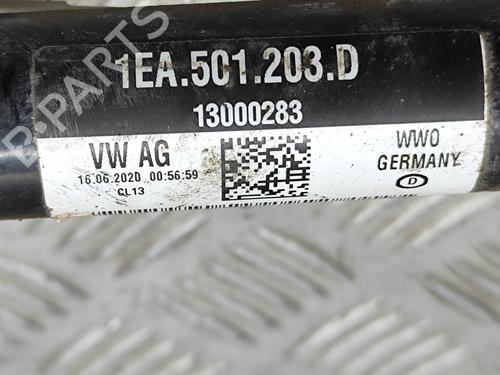 1EA.501.203.D
13000283
VW AG
16.06.2020 00:56:59
CL13
WWO
GERMANY
D
B-PARTS